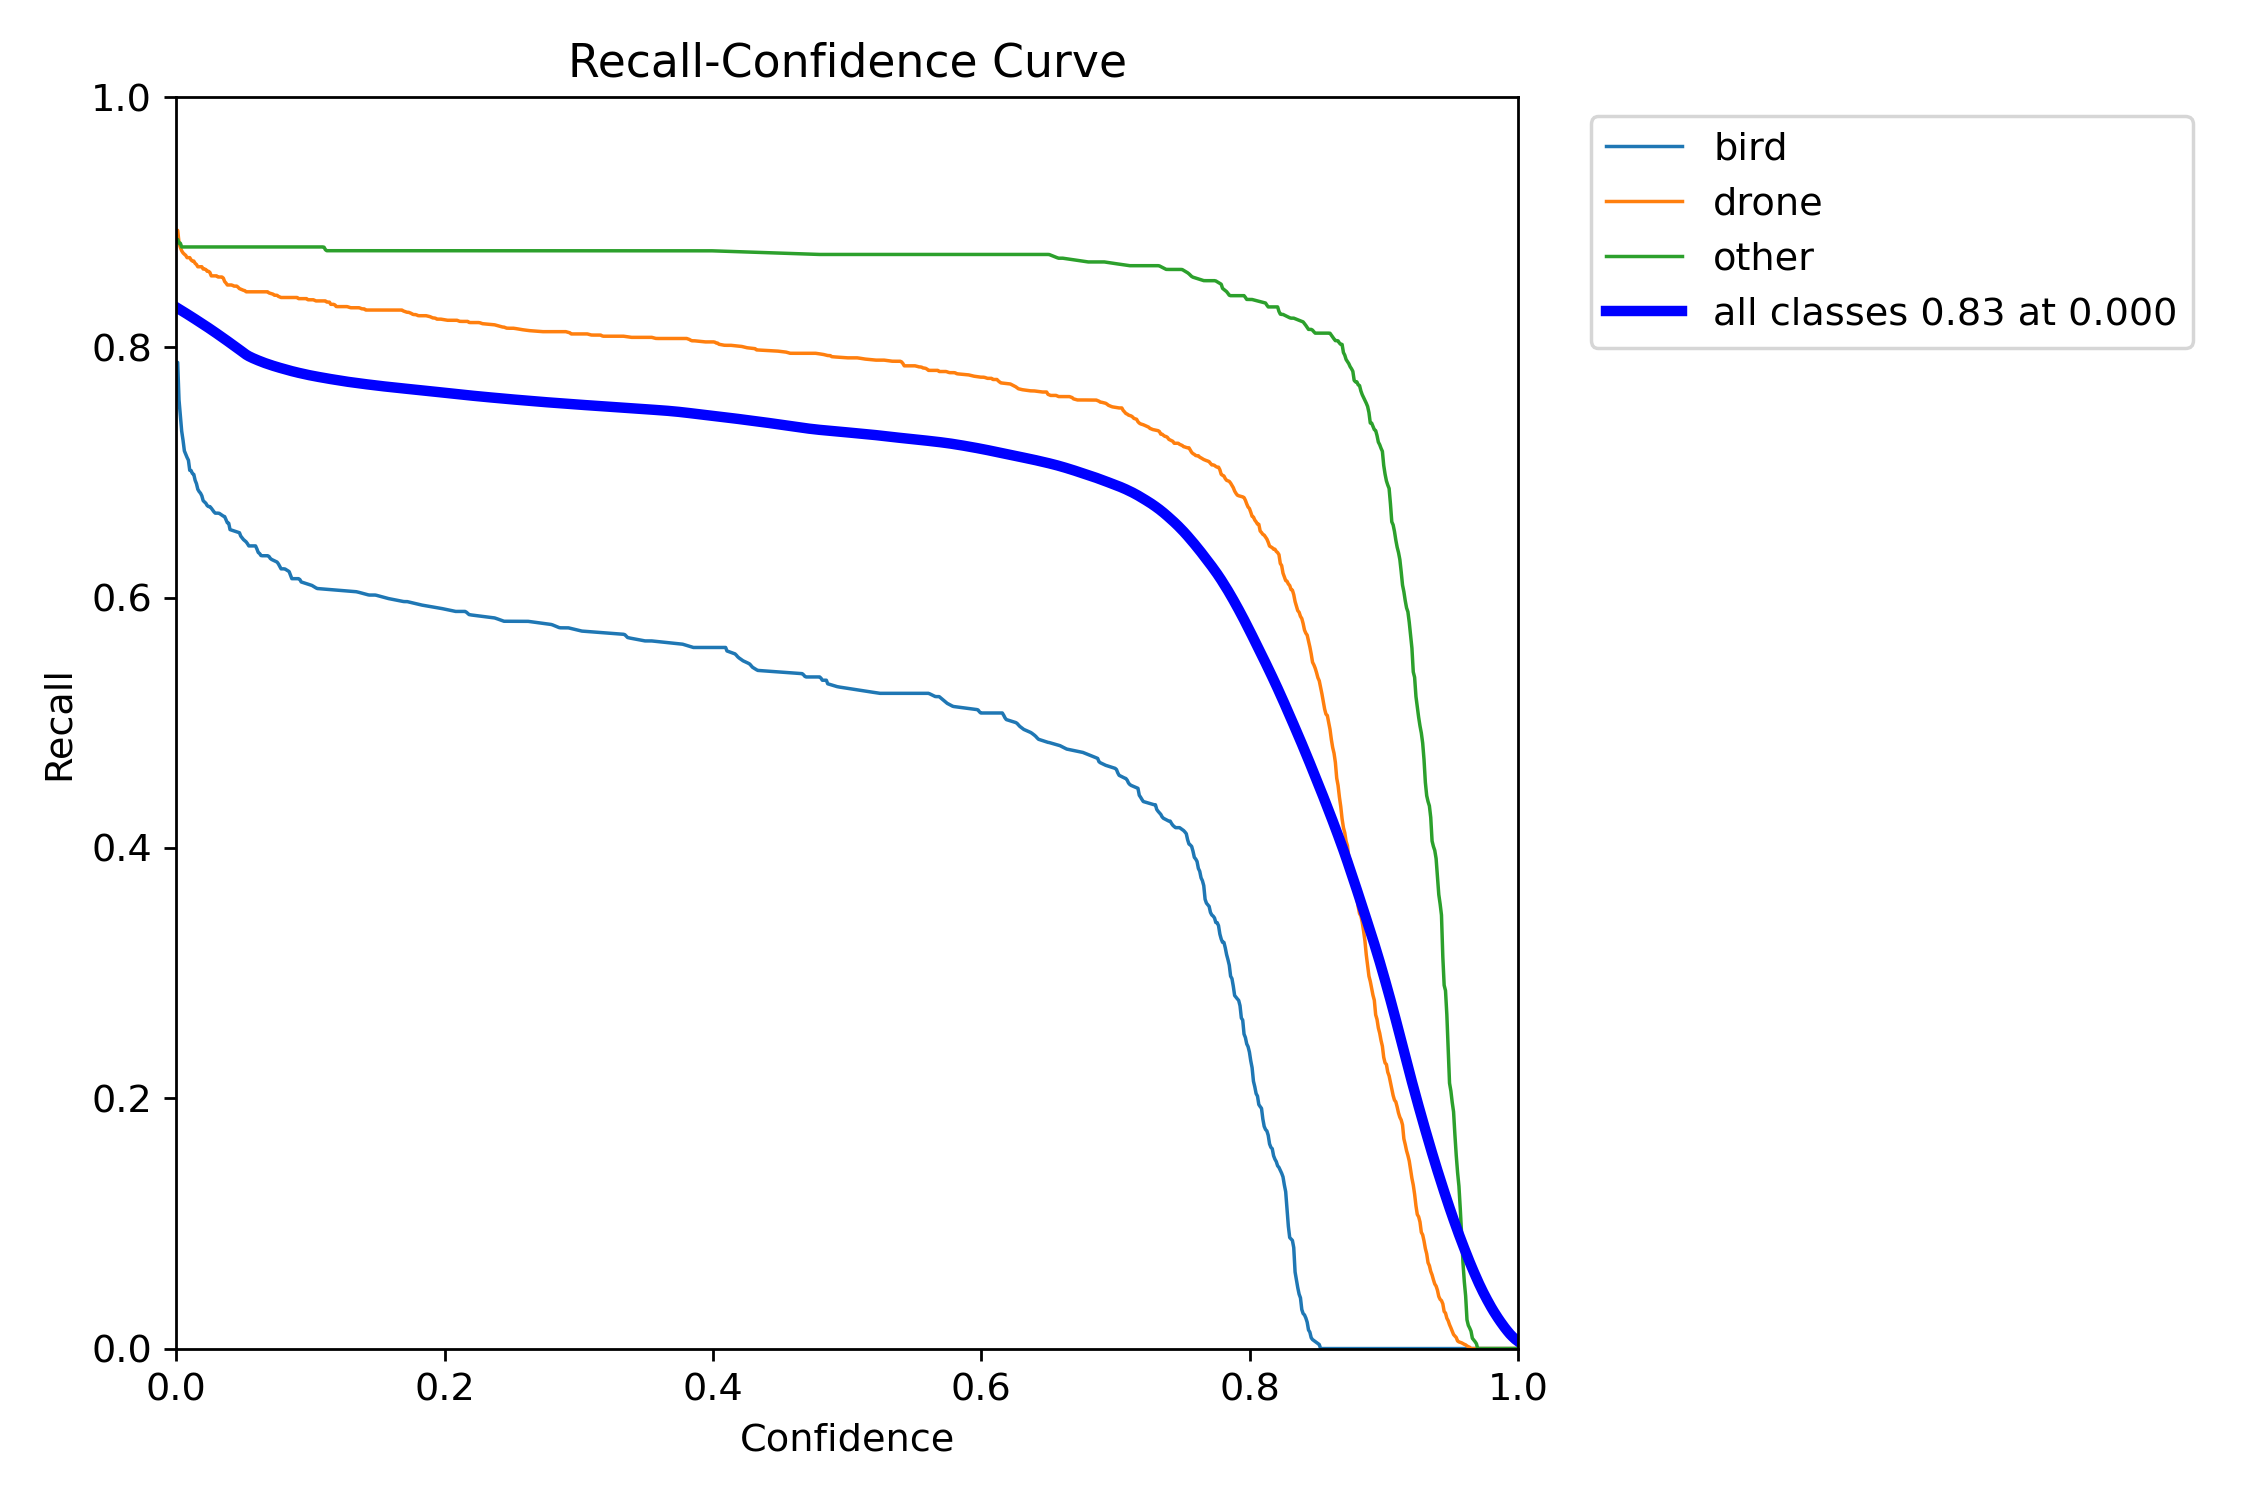 Recall-Confidence Curve
1.0
0.8
0.6
0.4
0.2
0.0
Recall
0.0 0.2 0.4 0.6 0.8 1.0
Confidence
bird
drone
other
all classes 0.83 at 0.000